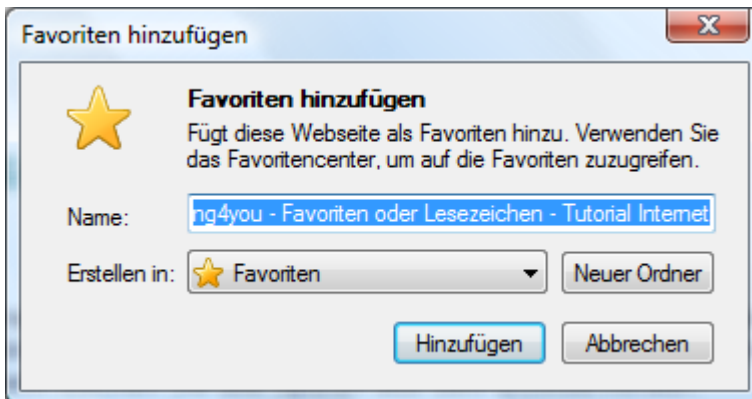 Favoriten hinzufügen
Favoriten hinzufügen
Fügt diese Webseite als Favoriten hinzu. Verwenden Sie
das Favoritencenter, um auf die Favoriten zuzugreifen.
Name: ng4you - Favoriten oder Lesezeichen - Tutorial Internet
Erstellen in: Favoriten Neuer Ordner
Hinzufügen Abbrechen